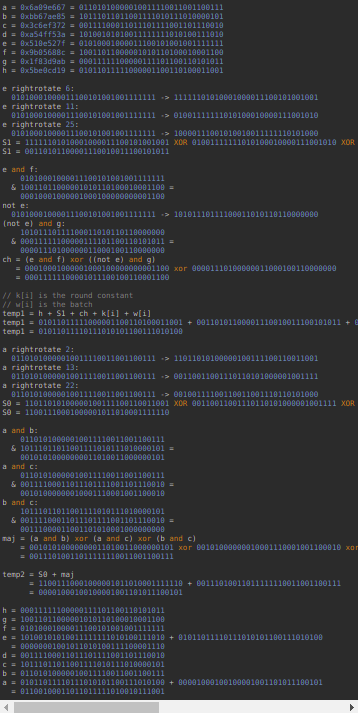 a = 0x6a09e667 = 01101010000010011110011001100111
b = 0xbb67ae85 = 10111011011001111010111010000101
c = 0x3c6ef372 = 00111100011011101111001101110010
d = 0xa54ff53a = 10100101010011111111010100111010
e = 0x510e527f = 01010001000011100101001001111111
f = 0x9b05688c = 10011011000001010110100010001100
g = 0x1f83d9ab = 00011111100000111101100110101011
h = 0x5be0cd19 = 01011011111000001100110100011001
e rightrotate 6:
01010001000011100101001001111111 -> 11111101010001000011100101001001
e rightrotate 11:
01010001000011100101001001111111 -> 01001111111010100010000111001010
e rightrotate 25:
01010001000011100101001001111111 -> 10000111001010010011111110101000
S1 = 11111101010001000011100101001001 XOR 01001111111010100010000111001010 XOR
S1 = 00110101100001110010011100101011
e and f:
01010001000011100101001001111111
& 10011011000001010110100010001100 =
00010001000001000100000000001100
not e:
01010001000011100101001001111111 -> 10101110111100011010110110000000
(not e) and g:
10101110111100011010110110000000
& 00011111100000111101100110101011 =
00001110100000011000100110000000
ch = (e and f) xor ((not e) and g)
= 00010001000001000100000000001100 xor 00001110100000011000100110000000
= 00011111100001011100100110001100
// k[i] is the round constant
// w[i] is the batch
temp1 = h + S1 + ch + k[i] + w[i]
temp1 = 01011011111000001100110100011001 + 00110101100001110010011100101011 + 0
temp1 = 01011011110111010101100111010100
a rightrotate 2:
01101010000010011110011001100111 -> 11011010100000100111100110011001
a rightrotate 13:
01101010000010011110011001100111 -> 00110011001110110101000001001111
a rightrotate 22:
01101010000010011110011001100111 -> 00100111100110011001110110101000
S0 = 11011010100000100111100110011001 XOR 00110011001110110101000001001111 XOR
S0 = 11001110001000001011010001111110
a and b:
01101010000010011110011001100111
& 10111011011001111010111010000101 =
00101010000000011010011000000101
a and c:
01101010000010011110011001100111
& 00111100011011101111001101110010 =
00101000000010001110001001100010
b and c:
10111011011001111010111010000101
& 00111100011011101111001101110010 =
00111000011001101010001000000000
maj = (a and b) xor (a and c) xor (b and c)
= 00101010000000011010011000000101 xor 00101000000010001110001001100010 xor
= 00111010011011111110011001100111
temp2 = S0 + maj
= 11001110001000001011010001111110 + 00111010011011111110011001100111
= 00001000100100001001101011100101
h = 00011111100000111101100110101011
g = 10011011000001010110100010001100
f = 01010001000011100101001001111111
e = 10100101010011111111010100111010 + 01011011110111010101100111010100
= 00000001001011010100111100001110
d = 00111100011011101111001101110010
c = 10111011011001111010111010000101
b = 01101010000010011110011001100111
a = 01011011110111010101100111010100 + 00001000100100001001101011100101
= 01100100011011011111010010111001